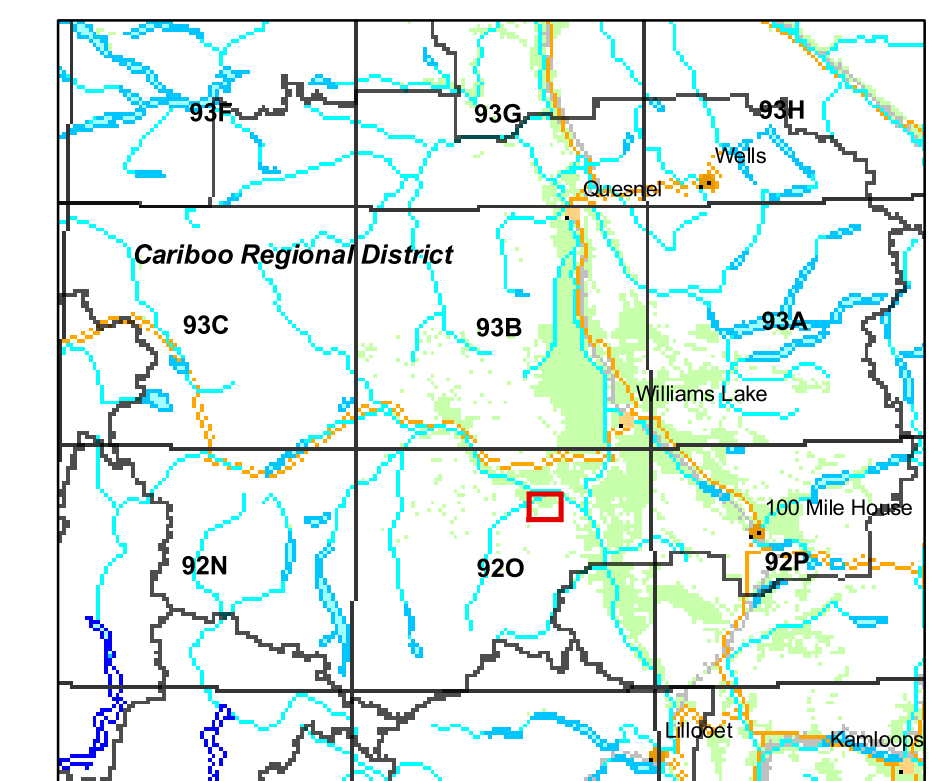 93F
93G
93H
Wells
Quesnel
Cariboo Regional District
93C
93B
93A
Williams Lake
100 Mile House
92N
92O
92P
Lillooet
Kamloops